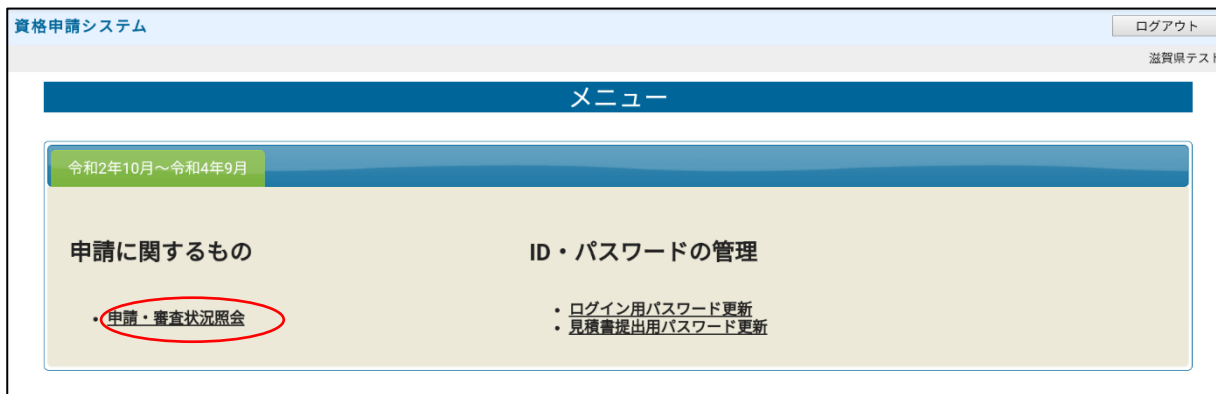 資格申請システム
ログアウト
滋賀県テスト
メニュー
令和2年10月～令和4年9月
申請に関するもの
ID・パスワードの管理
・申請・審査状況照会
・ログイン用パスワード更新
・見積書提出用パスワード更新